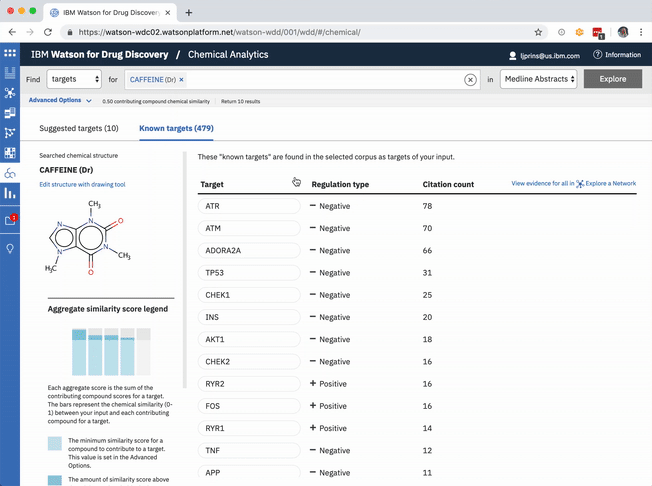 IBM Watson for Drug Discovery
https://watson-wdc02.watsonplatform.net/watson-wdd/001/wdd/#/chemical/
IBM Watson for Drug Discovery / Chemical Analytics
ljprins@us.ibm.com
Information
Find targets for CAFFEINE (Dr) × in Medline Abstracts Explore
Advanced Options 0.50 contributing compound chemical similarity Return 10 results
Suggested targets (10) Known targets (479)
Searched chemical structure
CAFFEINE (Dr)
Edit structure with drawing tool
CH₃
N
N
O
N
N
CH₃
H₃C
O
Aggregate similarity score legend
Each aggregate score is the sum of the
contributing compound scores for a target.
The bars represent the chemical similarity (0-
1) between your input and each contributing
compound for a target.
The minimum similarity score for a
compound to contribute to a target.
This value is set in the Advanced
Options.
The amount of similarity score above
These "known targets" are found in the selected corpus as targets of your input.
Target Regulation type Citation count View evidence for all in Explore a Network
ATR − Negative 78
ATM − Negative 70
ADORA2A − Negative 66
TP53 − Negative 31
CHEK1 − Negative 25
INS − Negative 20
AKT1 − Negative 18
CHEK2 − Negative 16
RYR2 + Positive 16
FOS + Positive 16
RYR1 + Positive 14
TNF − Negative 12
APP − Negative 11